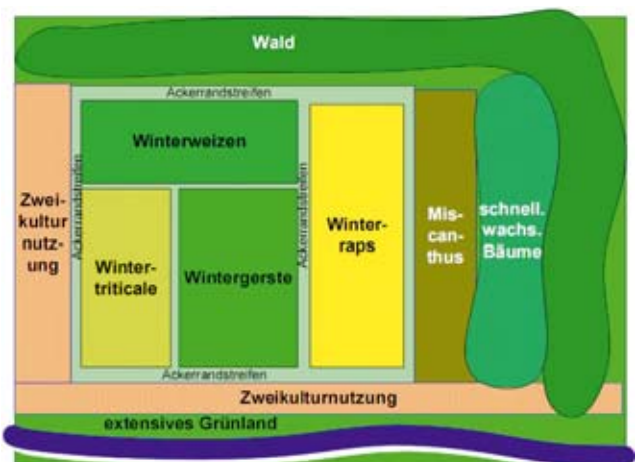 Wald
Ackerrandstreifen
Winterweizen
Ackerrandstreifen
Ackerrandstreifen
Zwei-
kultur
nutz-
ung
Winter-
triticale
Wintergerste
Winter-
raps
Mis-
can-
thus
schnell.
wachs.
Bäume
Ackerrandstreifen
Zweikulturnutzung
extensives Grünland